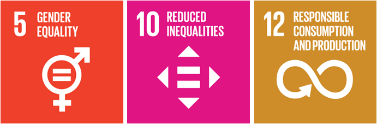 5 GENDER
EQUALITY
10 REDUCED
INEQUALITIES
12 RESPONSIBLE
CONSUMPTION
AND PRODUCTION